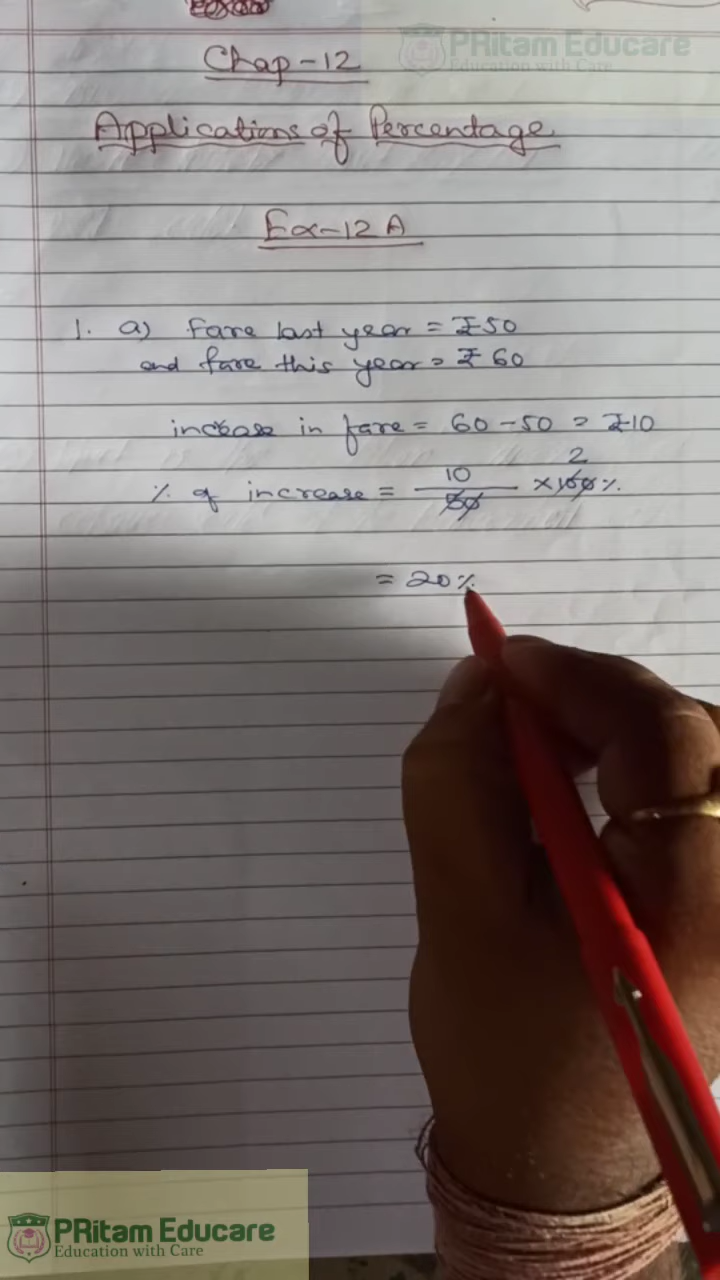 PRitam Educare
Education with Care
Chap-12
Applications of Percentage
Ex-12 A
1. a) Fare last year = ₹50
and fare this year = ₹60
increase in fare = 60 - 50 = ₹10
% of increase = 10/50 × 100 2 %
= 20%
PRitam Educare
Education with Care